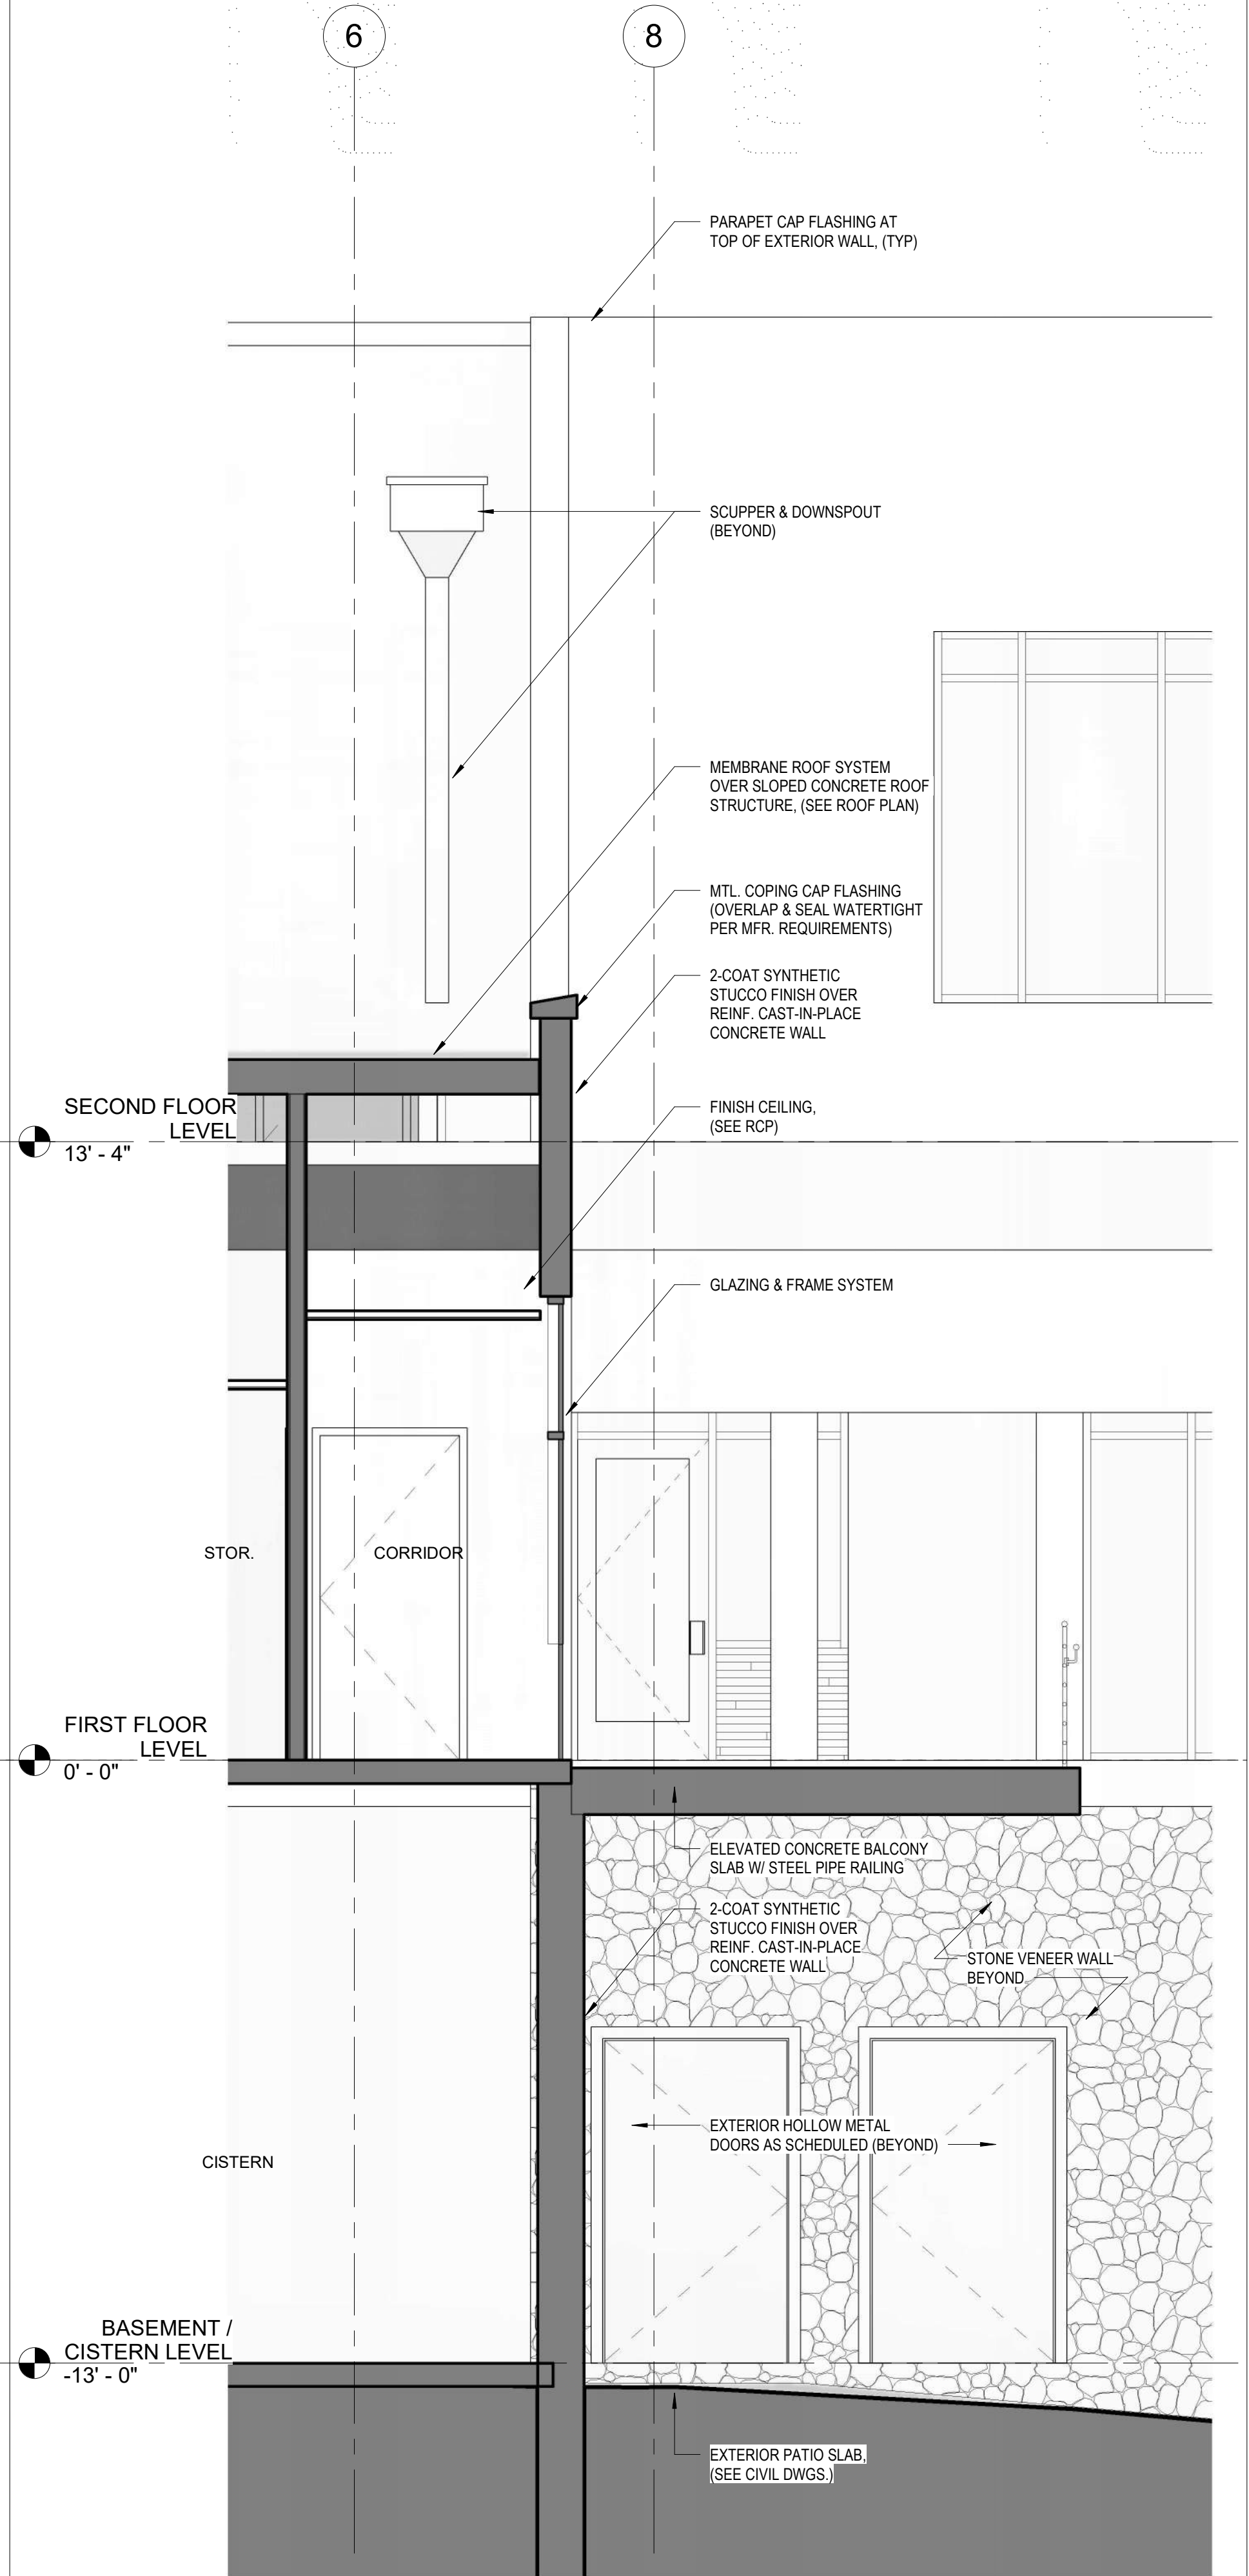 6
8
PARAPET CAP FLASHING AT
TOP OF EXTERIOR WALL, (TYP)
SCUPPER & DOWNSPOUT
(BEYOND)
MEMBRANE ROOF SYSTEM
OVER SLOPED CONCRETE ROOF
STRUCTURE, (SEE ROOF PLAN)
MTL. COPING CAP FLASHING
(OVERLAP & SEAL WATERTIGHT
PER MFR. REQUIREMENTS)
2-COAT SYNTHETIC
STUCCO FINISH OVER
REINF. CAST-IN-PLACE
CONCRETE WALL
SECOND FLOOR
LEVEL
13' - 4"
FINISH CEILING,
(SEE RCP)
GLAZING & FRAME SYSTEM
STOR.
CORRIDOR
FIRST FLOOR
LEVEL
0' - 0"
ELEVATED CONCRETE BALCONY
SLAB W/ STEEL PIPE RAILING
2-COAT SYNTHETIC
STUCCO FINISH OVER
REINF. CAST-IN-PLACE
CONCRETE WALL
STONE VENEER WALL
BEYOND
EXTERIOR HOLLOW METAL
DOORS AS SCHEDULED (BEYOND)
CISTERN
BASEMENT /
CISTERN LEVEL
-13' - 0"
EXTERIOR PATIO SLAB,
(SEE CIVIL DWGS.)